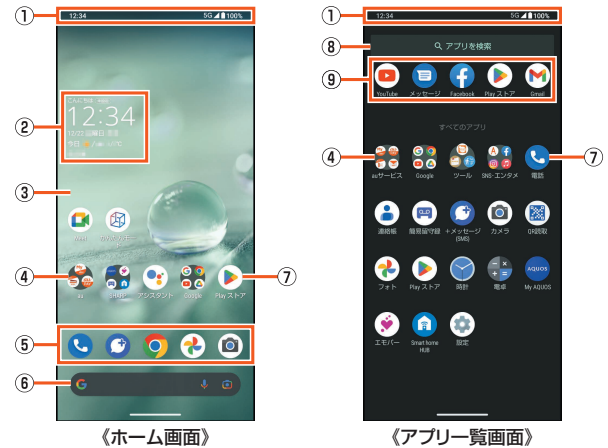 ①
12:34 5G 100%
②
12:34
③
Meet
④
au SHARP アシスタント Google Play ストア
⑦
⑤
⑥
《ホーム画面》
①
12:34 5G 100%
⑧
アプリを検索
⑨
YouTube メッセージ Facebook Play ストア Gmail
すべてのアプリ
④
auサービス Google ツール SNS·エンタメ 電話
⑦
連絡帳 簡易留守録 +メッセージ カメラ QR読取
(SMS)
フォト Play ストア 時計 電卓 My AQUOS
AQUOS
エモパー Smart home 設定
HUB
《アプリ一覧画面》